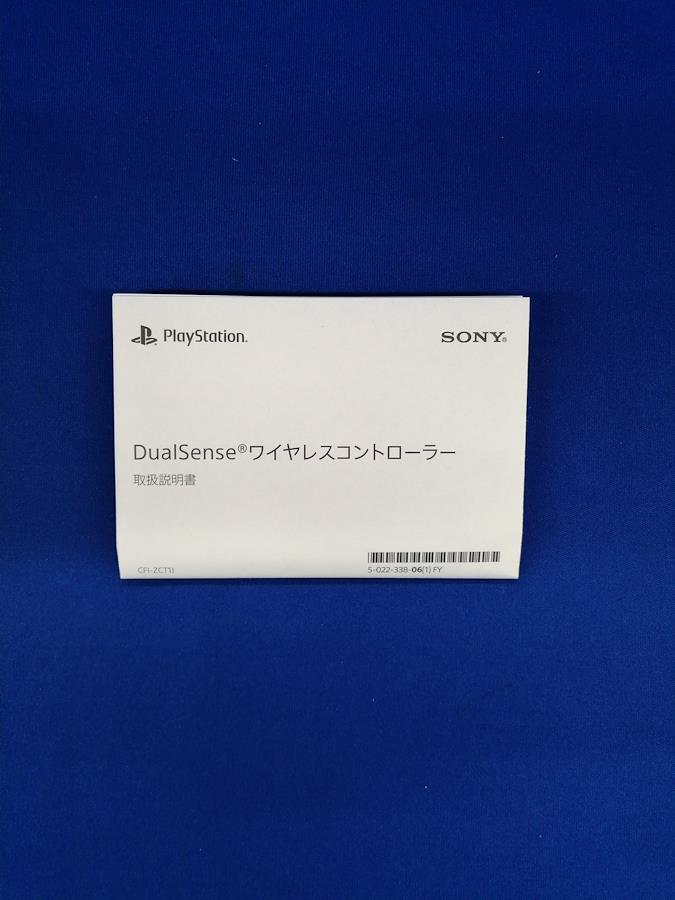 PlayStation.
SONY®
DualSense®ワイヤレスコントローラー
取扱説明書
CFI-ZCT1J
5-022-338-06(1) FY